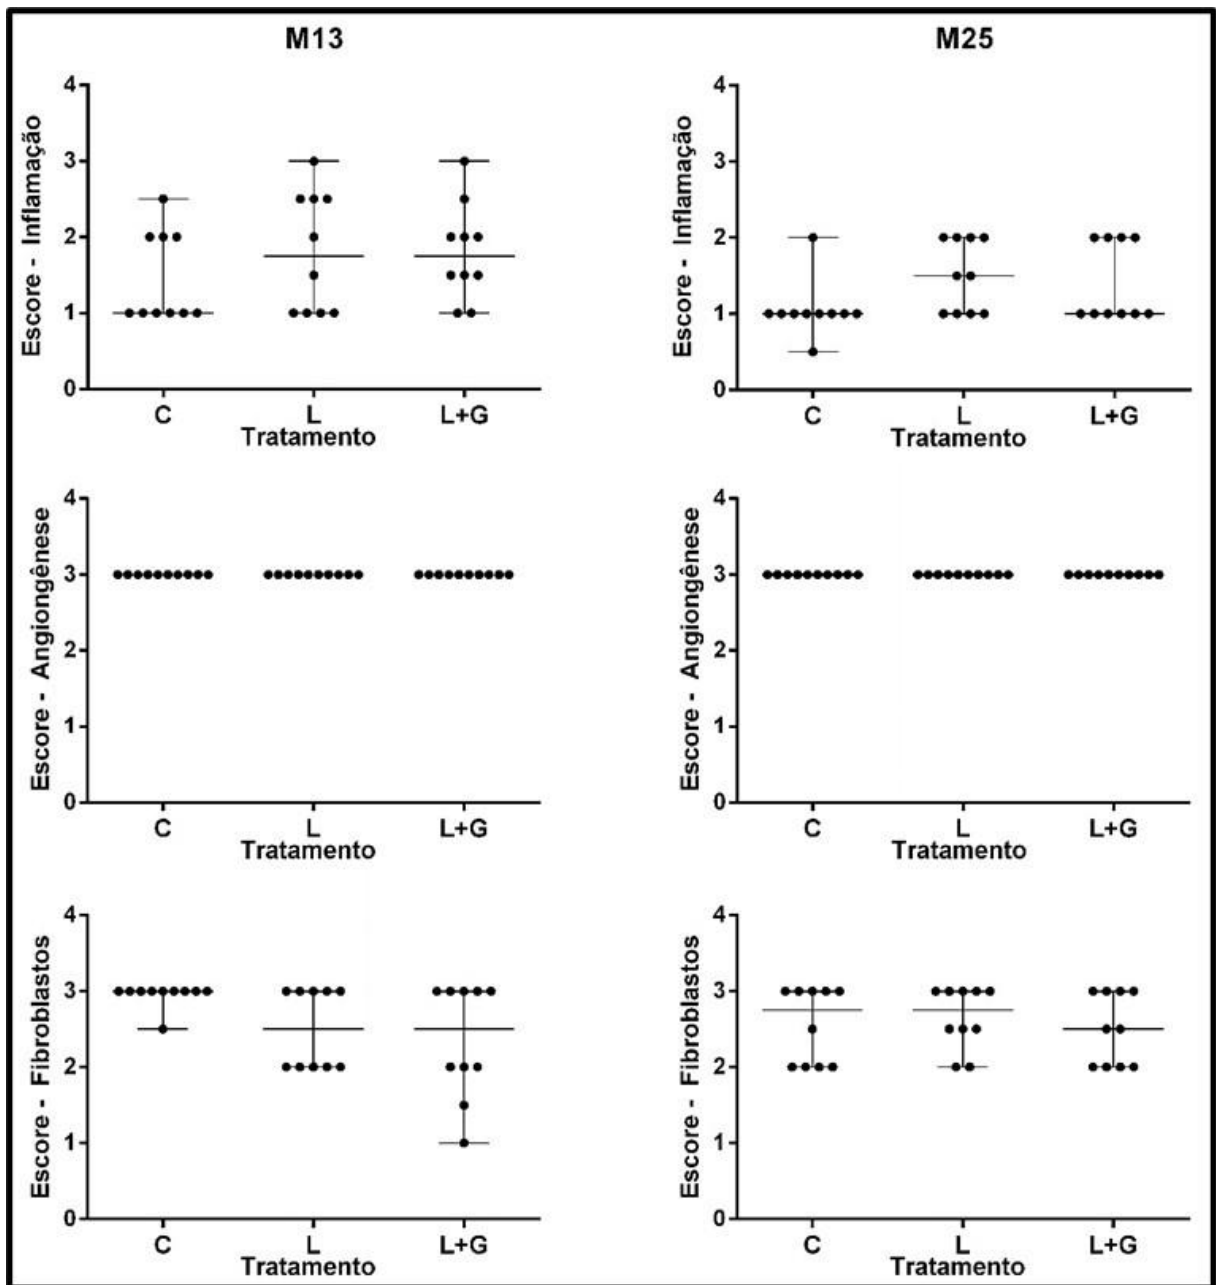 M13
M25
Escore - Inflamação
4
3
2
1
0
C L L+G
Tratamento
Escore - Inflamação
4
3
2
1
0
C L L+G
Tratamento
Escore - Angiongênese
4
3
2
1
0
C L L+G
Tratamento
Escore - Angiongênese
4
3
2
1
0
C L L+G
Tratamento
Escore - Fibroblastos
4
3
2
1
0
C L L+G
Tratamento
Escore - Fibroblastos
4
3
2
1
0
C L L+G
Tratamento